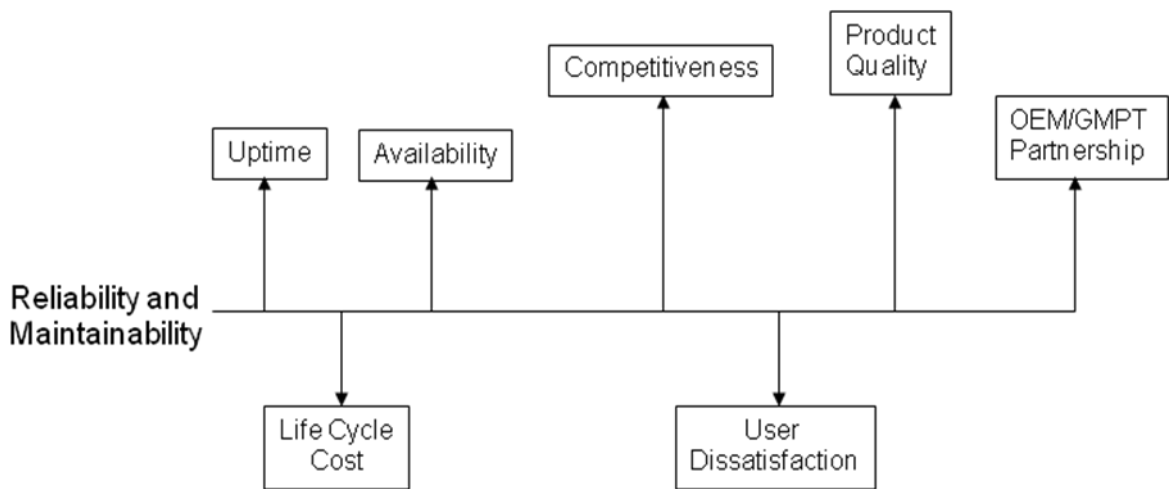 Product
Quality
Competitiveness
OEM/GMPT
Partnership
Uptime
Availability
Reliability and
Maintainability
Life Cycle
Cost
User
Dissatisfaction